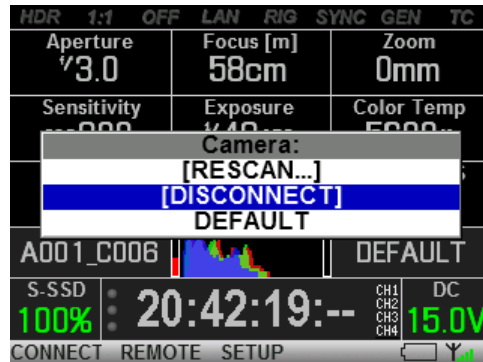 HDR 1:1 OFF LAN RIG SYNC GEN TC
Aperture Focus [m] Zoom
f/3.0 58cm 0mm
Sensitivity Exposure Color Temp
Camera:
[RESCAN...]
[DISCONNECT]
DEFAULT
A001_C006 DEFAULT
S-SSD 20:42:19:-- CH1 DC
100% CH2 15.0V
CH3
CH4
CONNECT REMOTE SETUP